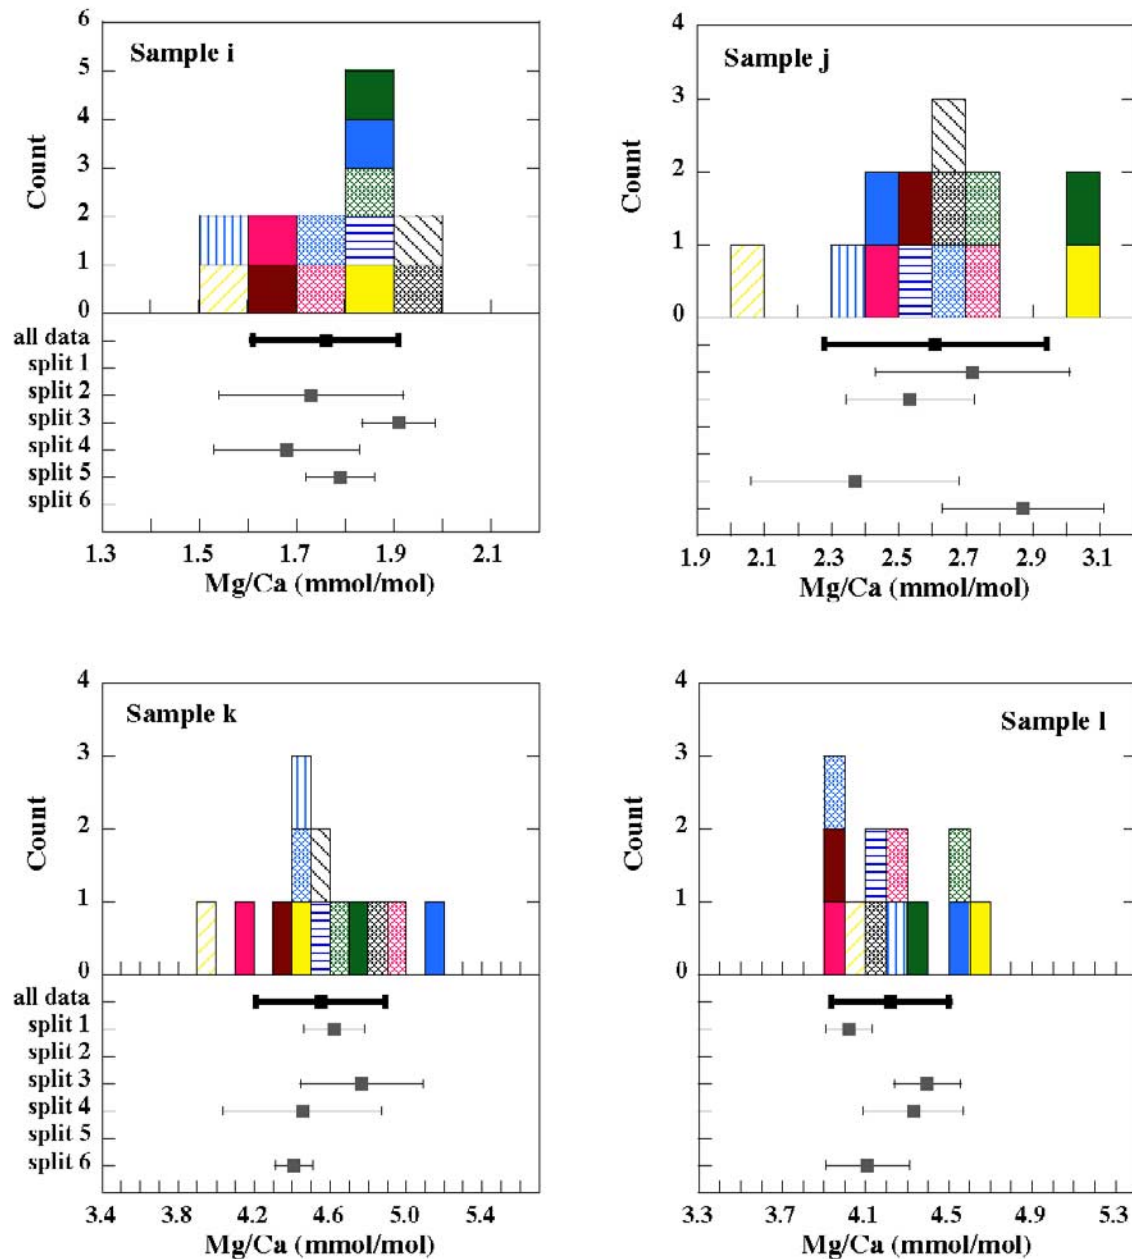 6
Sample i
5
4
3
2
1
0
Count
all data
split 1
split 2
split 3
split 4
split 5
split 6
1.3 1.5 1.7 1.9 2.1
Mg/Ca (mmol/mol)
4
Sample j
3
2
1
0
Count
1.9 2.1 2.3 2.5 2.7 2.9 3.1
Mg/Ca (mmol/mol)
4
Sample k
3
2
1
0
Count
all data
split 1
split 2
split 3
split 4
split 5
split 6
3.4 4.2 4.6 5.0 5.4
Mg/Ca (mmol/mol)
4
Sample l
3
2
1
0
Count
3.3 3.7 4.1 4.5 4.9 5.3
Mg/Ca (mmol/mol)